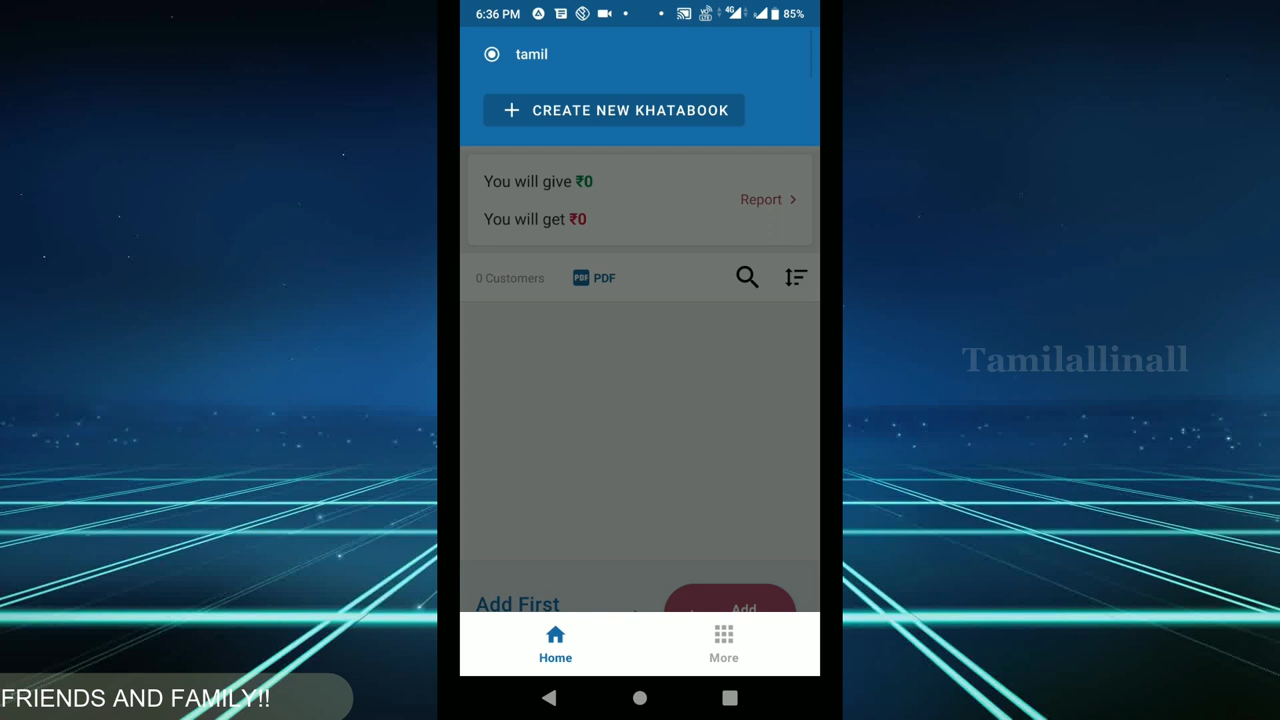 6:36 PM
4G
R
85%
tamil
+ CREATE NEW KHATABOOK
You will give ₹0
Report >
You will get ₹0
0 Customers
PDF PDF
Tamilallinall
Add First
Add
Home
More
FRIENDS AND FAMILY!!